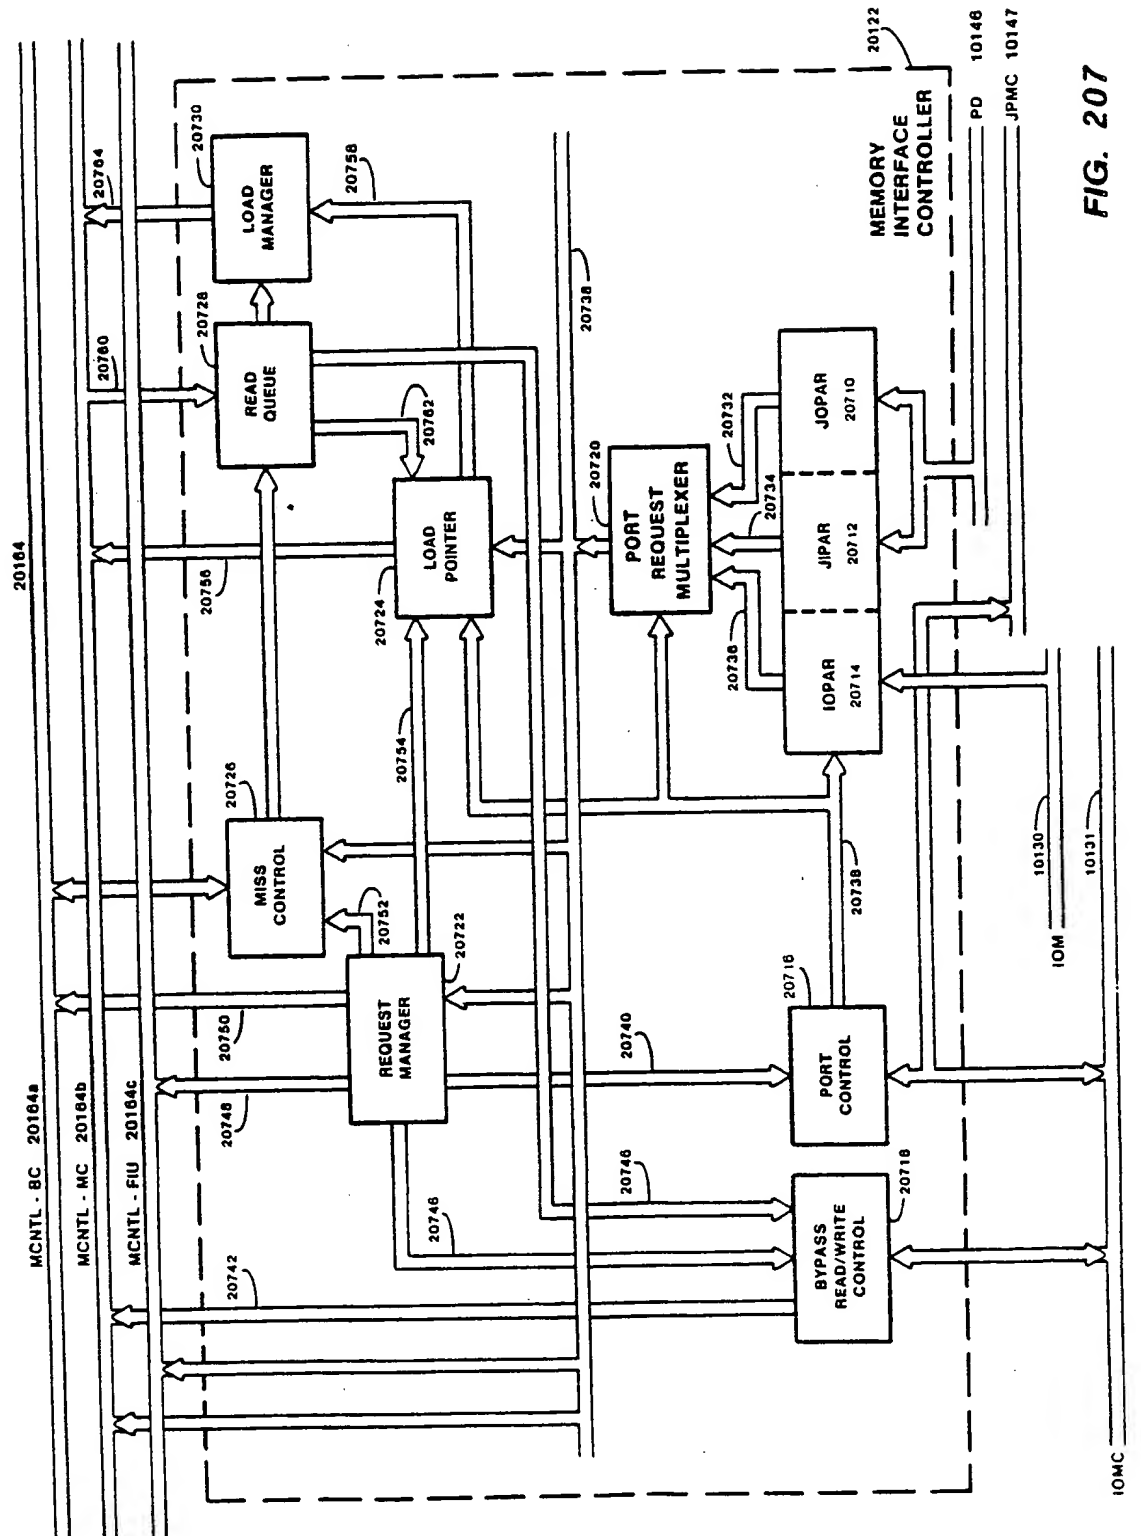 20164
MCNTL - BC 20164a
MCNTL - MC 20164b
MCNTL - FIU 20164c
20742
20748
20750
20726
20756
20760
20728
20764
20730
MISS
CONTROL
READ
QUEUE
LOAD
MANAGER
REQUEST
MANAGER
20752
20722
20754
20724
LOAD
POINTER
20762
20758
20746
20738
20746
20740
20720
PORT
REQUEST
MULTIPLEXER
20736
20734
20732
BYPASS
READ/WRITE
CONTROL
20718
PORT
CONTROL
20716
20738
IOPAR
20714
JIPAR
20712
JOPAR
20710
MEMORY
INTERFACE
CONTROLLER
20122
PD 10146
JPMC 10147
IOM
10130
10131
IOMC
FIG. 207